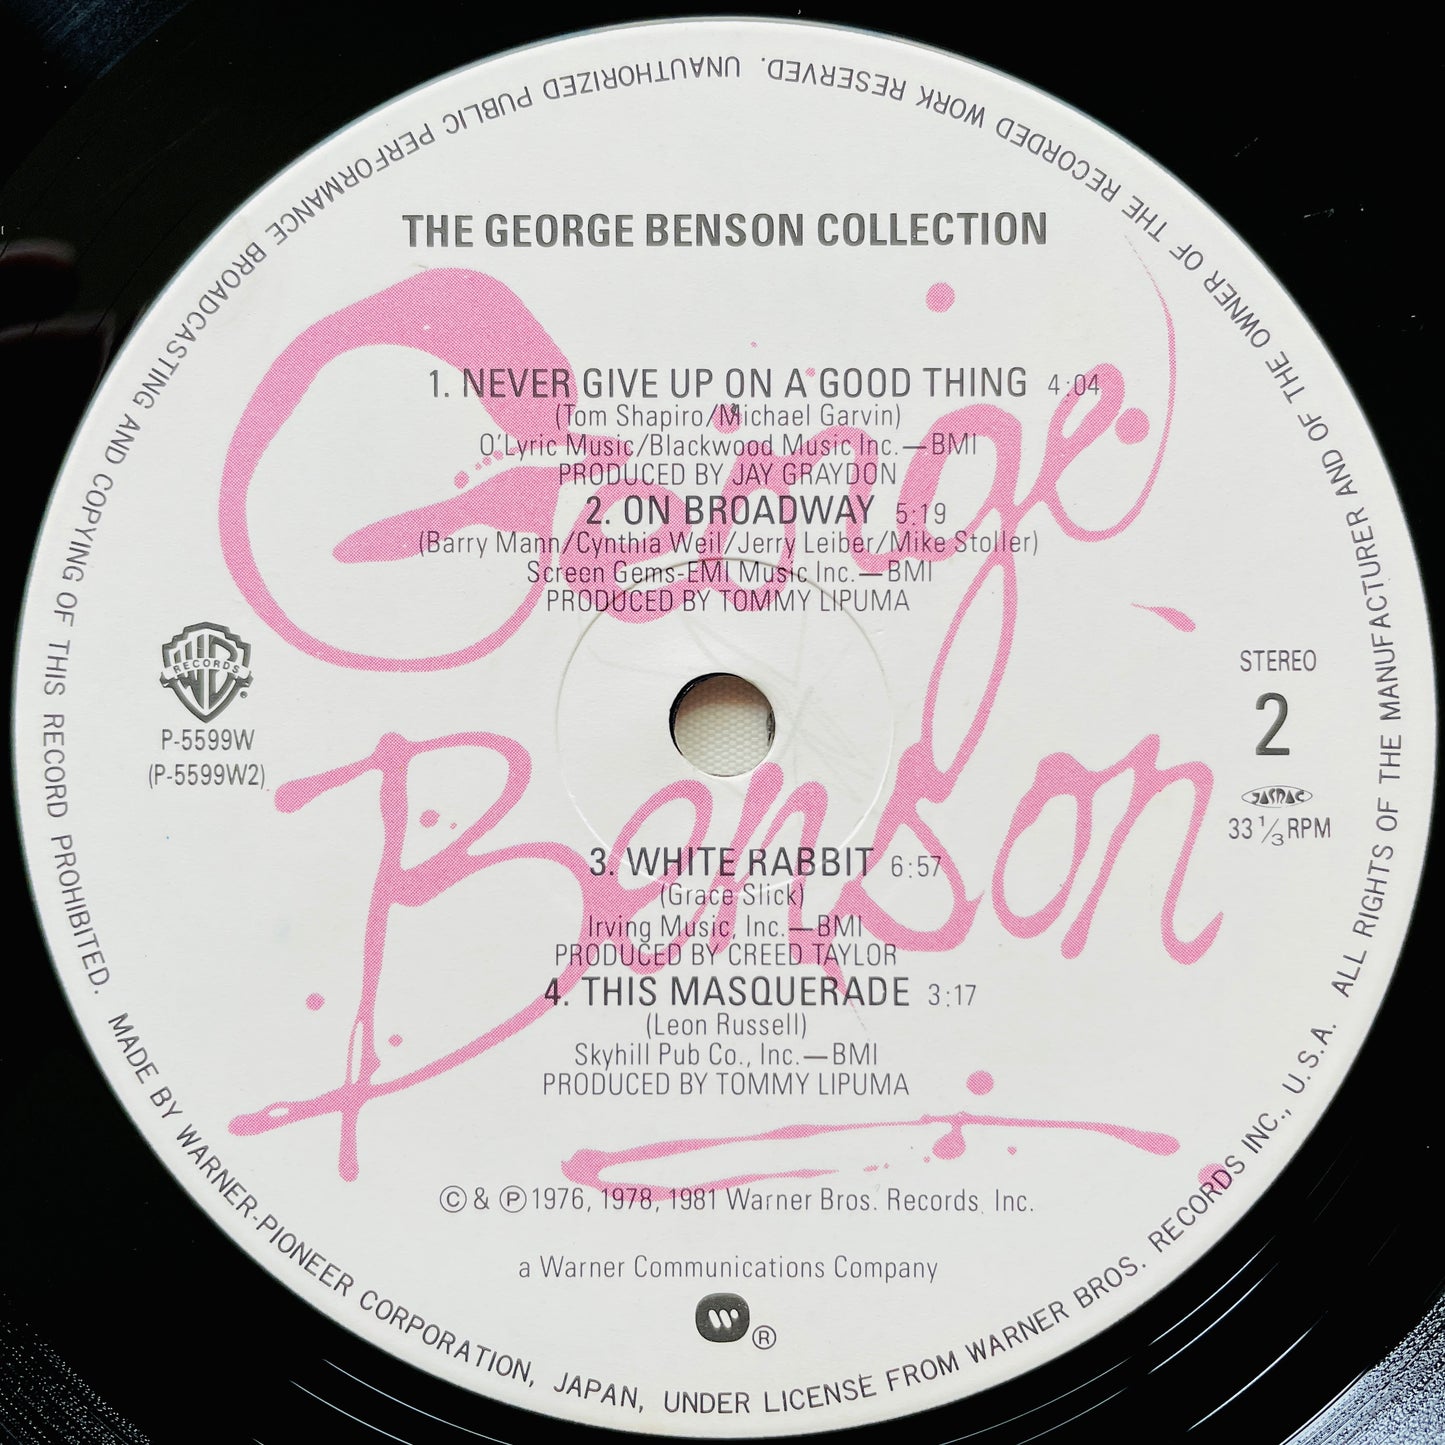 THE GEORGE BENSON COLLECTION
George
Benson
1. NEVER GIVE UP ON A GOOD THING 4:04
(Tom Shapiro/Michael Garvin)
O'Lyric Music/Blackwood Music Inc.—BMI
PRODUCED BY JAY GRAYDON
2. ON BROADWAY 5:19
(Barry Mann/Cynthia Weil/Jerry Leiber/Mike Stoller)
Screen Gems-EMI Music Inc.—BMI
PRODUCED BY TOMMY LIPUMA
WB
RECORDS
®
P-5599W
(P-5599W2)
STEREO
2
JASRAC
33 1/3 RPM
3. WHITE RABBIT 6:57
(Grace Slick)
Irving Music, Inc.—BMI
PRODUCED BY CREED TAYLOR
4. THIS MASQUERADE 3:17
(Leon Russell)
Skyhill Pub Co., Inc.—BMI
PRODUCED BY TOMMY LIPUMA
© & ℗ 1976, 1978, 1981 Warner Bros. Records, Inc.
a Warner Communications Company
W ®
MADE BY WARNER-PIONEER CORPORATION, JAPAN, UNDER LICENSE FROM WARNER BROS. RECORDS INC., U.S.A. ALL RIGHTS OF THE MANUFACTURER AND OF THE OWNER OF THE RECORDED WORK RESERVED. UNAUTHORIZED PUBLIC PERFORMANCE BROADCASTING AND COPYING OF THIS RECORD PROHIBITED.